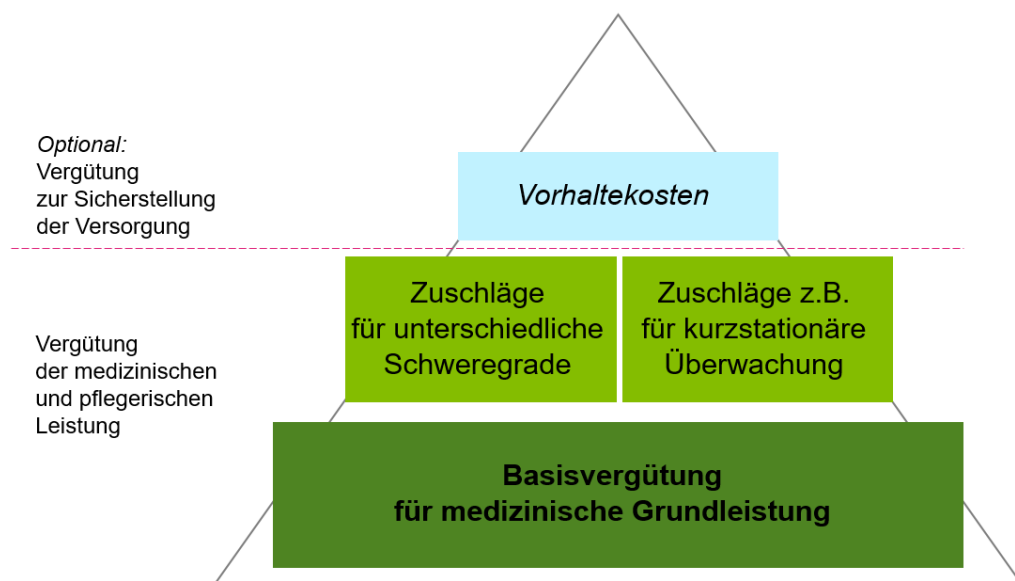 Optional:
Vergütung
zur Sicherstellung
der Versorgung
Vorhaltekosten
Zuschläge
für unterschiedliche
Schweregrade
Zuschläge z.B.
für kurzstationäre
Überwachung
Vergütung
der medizinischen
und pflegerischen
Leistung
Basisvergütung
für medizinische Grundleistung